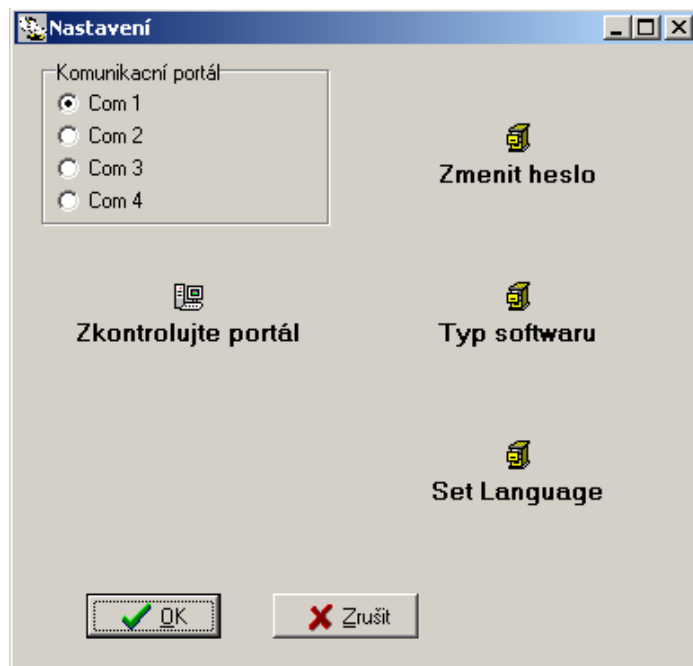 Nastavení
Komunikacní portál
Com 1
Com 2
Com 3
Com 4
Zmenit heslo
Zkontrolujte portál
Typ softwaru
Set Language
OK
Zrušit